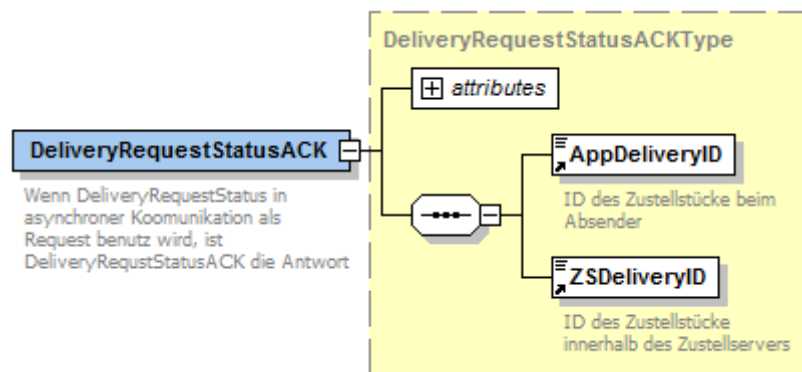 DeliveryRequestStatusACKType
attributes
DeliveryRequestStatusACK
Wenn DeliveryRequestStatus in
asynchroner Koomunikation als
Request benutz wird, ist
DeliveryRequstStatusACK die Antwort
AppDeliveryID
ID des Zustellstücke beim
Absender
ZSDeliveryID
ID des Zustellstücke
innerhalb des Zustellservers